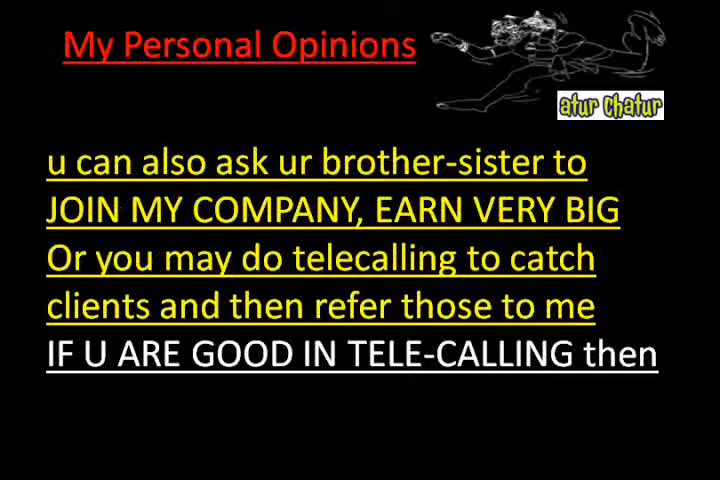 My Personal Opinions
atur chatur
u can also ask ur brother-sister to
JOIN MY COMPANY, EARN VERY BIG
Or you may do telecalling to catch
clients and then refer those to me
IF U ARE GOOD IN TELE-CALLING then